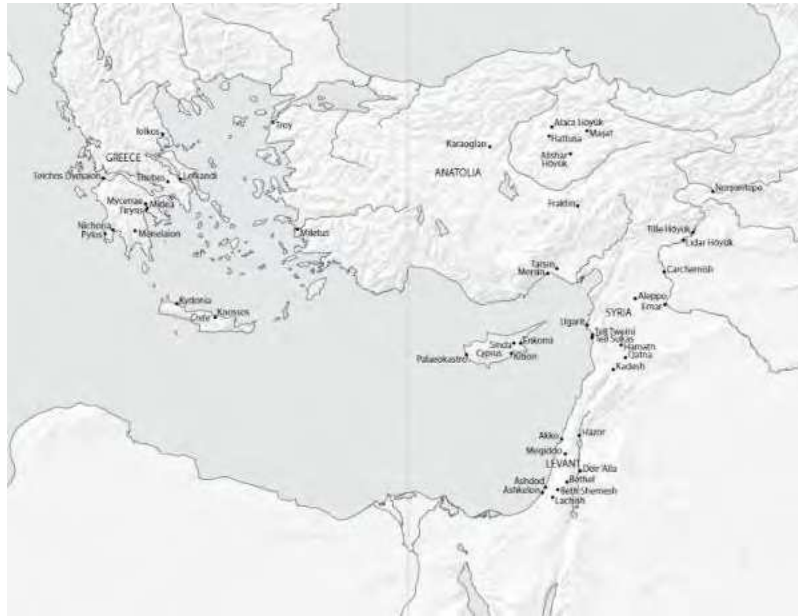 Troy
Iolkos
GREECE
Teichos Dymaion
Thebes
Lefkandi
Mycenae
Midea
Tiryns
Nichoria
Pylos
Menelaion
Miletus
Kydonia
Knossos
Crete
Karaoglan
ANATOLIA
Alaca Höyük
Hattusa
Maşat
Alishar
Höyük
Fraktin
Norşuntepe
Tille Höyük
Lidar Höyük
Carchemish
Tarsus
Mersin
Aleppo
Emar
SYRIA
Ugarit
Tell Tweini
Tell Sukas
Hamath
Qatna
Kadesh
Sinda
Enkomi
Cyprus
Kition
Palaeokastro
Akko
Hazor
Megiddo
LEVANT
Deir 'Alla
Bethel
Ashdod
Ashkelon
Beth Shemesh
Lachish